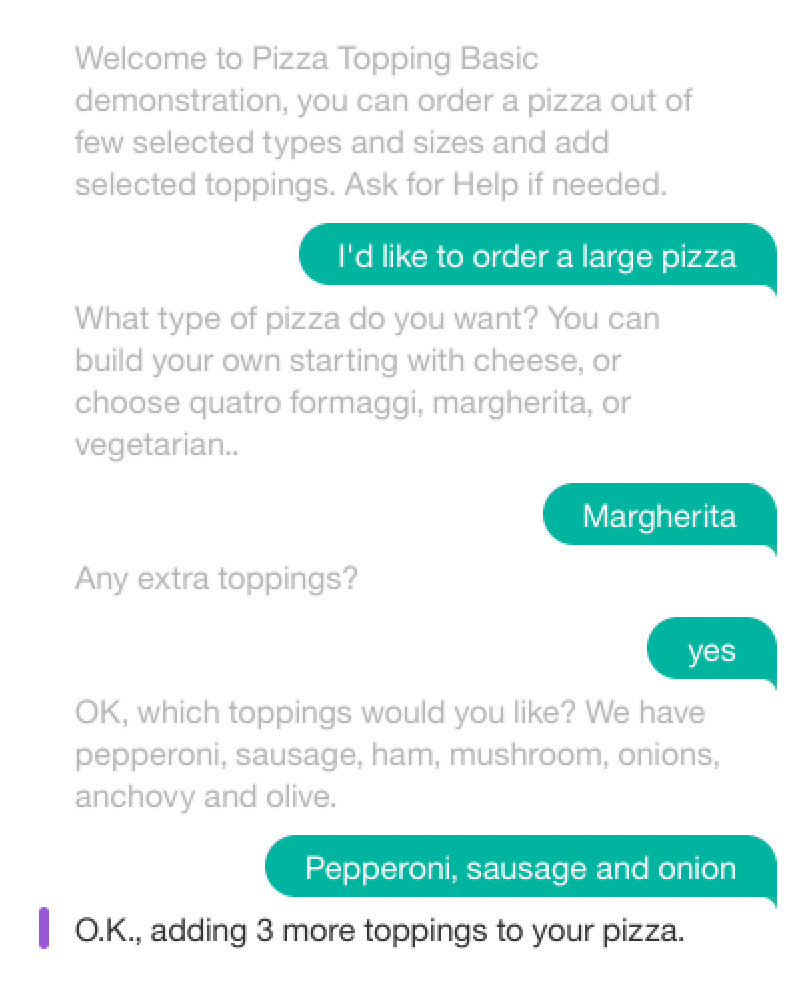 Welcome to Pizza Topping Basic
demonstration, you can order a pizza out of
few selected types and sizes and add
selected toppings. Ask for Help if needed.
I'd like to order a large pizza
What type of pizza do you want? You can
build your own starting with cheese, or
choose quatro formaggi, margherita, or
vegetarian..
Margherita
Any extra toppings?
yes
OK, which toppings would you like? We have
pepperoni, sausage, ham, mushroom, onions,
anchovy and olive.
Pepperoni, sausage and onion
O.K., adding 3 more toppings to your pizza.